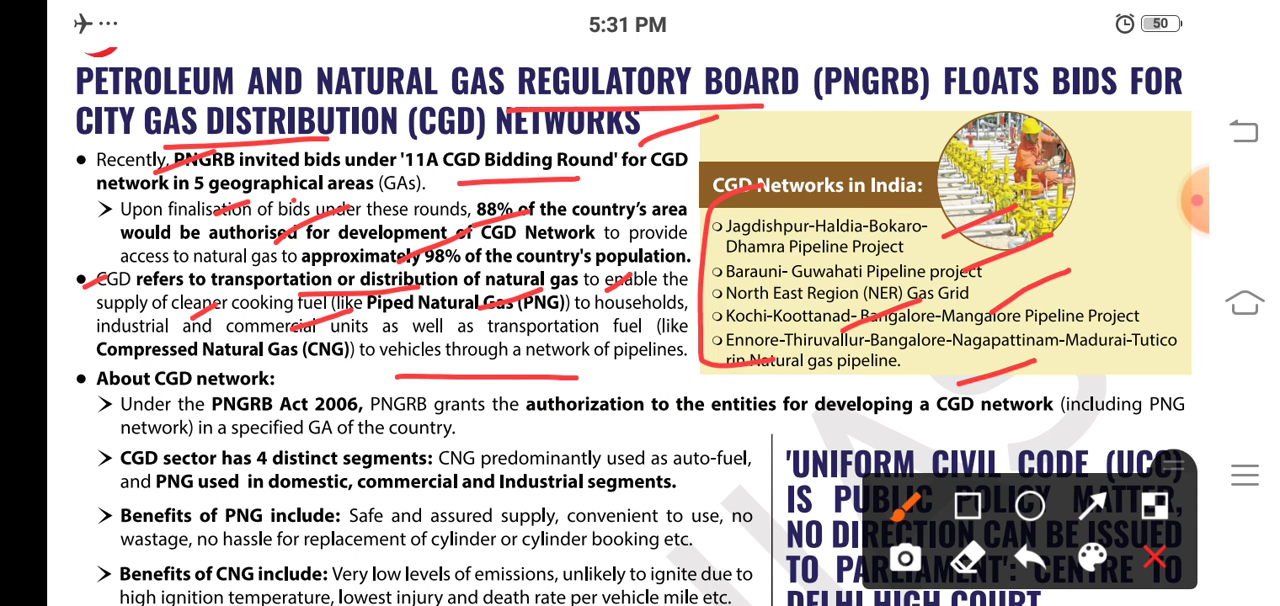 5:31 PM
50
PETROLEUM AND NATURAL GAS REGULATORY BOARD (PNGRB) FLOATS BIDS FOR
CITY GAS DISTRIBUTION (CGD) NETWORKS
● Recently, PNGRB invited bids under '11A CGD Bidding Round' for CGD
network in 5 geographical areas (GAs).
➢ Upon finalisation of bids under these rounds, 88% of the country's area
would be authorised for development of CGD Network to provide
access to natural gas to approximately 98% of the country's population.
● CGD refers to transportation or distribution of natural gas to enable the
supply of cleaner cooking fuel (like Piped Natural Gas (PNG)) to households,
industrial and commercial units as well as transportation fuel (like
Compressed Natural Gas (CNG)) to vehicles through a network of pipelines.
CGD Networks in India:
○ Jagdishpur-Haldia-Bokaro-
Dhamra Pipeline Project
○ Barauni- Guwahati Pipeline project
○ North East Region (NER) Gas Grid
○ Kochi-Koottanad- Bangalore-Mangalore Pipeline Project
○ Ennore-Thiruvallur-Bangalore-Nagapattinam-Madurai-Tutico
rin Natural gas pipeline.
● About CGD network:
➢ Under the PNGRB Act 2006, PNGRB grants the authorization to the entities for developing a CGD network (including PNG
network) in a specified GA of the country.
➢ CGD sector has 4 distinct segments: CNG predominantly used as auto-fuel,
and PNG used in domestic, commercial and Industrial segments.
➢ Benefits of PNG include: Safe and assured supply, convenient to use, no
wastage, no hassle for replacement of cylinder or cylinder booking etc.
➢ Benefits of CNG include: Very low levels of emissions, unlikely to ignite due to
high ignition temperature, lowest injury and death rate per vehicle mile etc.
'UNIFORM CIVIL CODE (UCC)
IS PUBLIC POLICY MATTER,
NO DIRECTION CAN BE ISSUED
TO PARLIAMENT': CENTRE TO
DELHI HIGH COURT